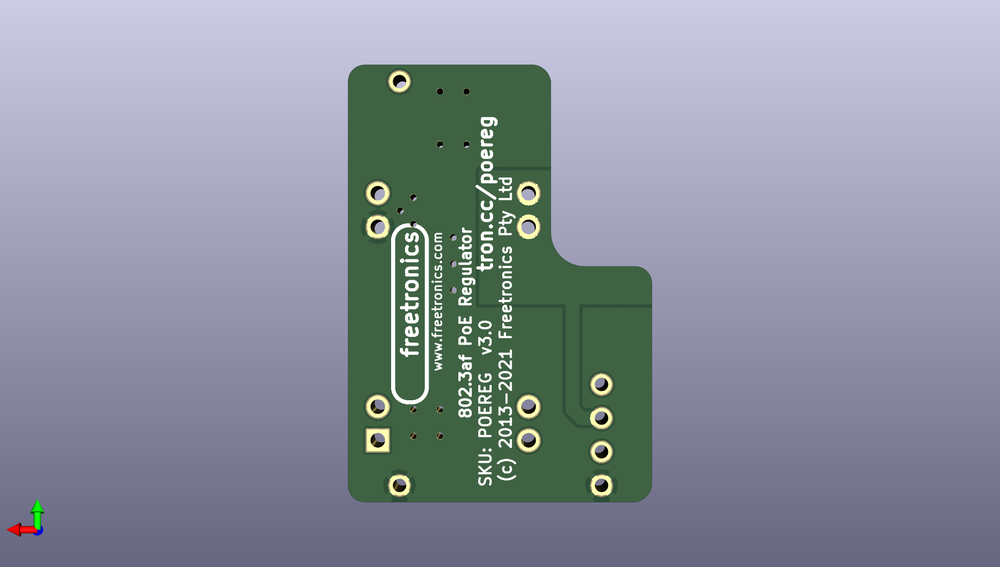 freetronics
www.freetronics.com
802.3af PoE Regulator
tron.cc/poereg
SKU: POEREG v3.0
(c) 2013-2021 Freetronics Pty Ltd